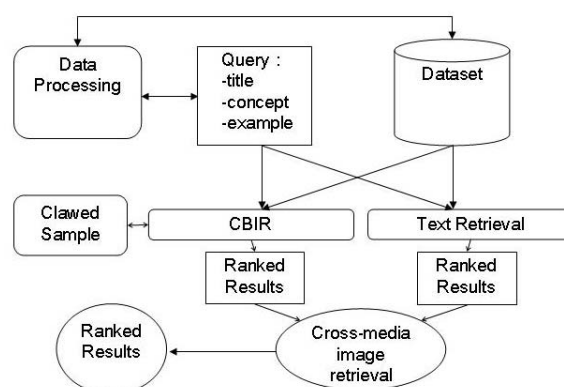 Data
Processing
Query :
-title
-concept
-example
Dataset
Clawed
Sample
CBIR
Text Retrieval
Ranked
Results
Ranked
Results
Ranked
Results
Cross-media
image
retrieval